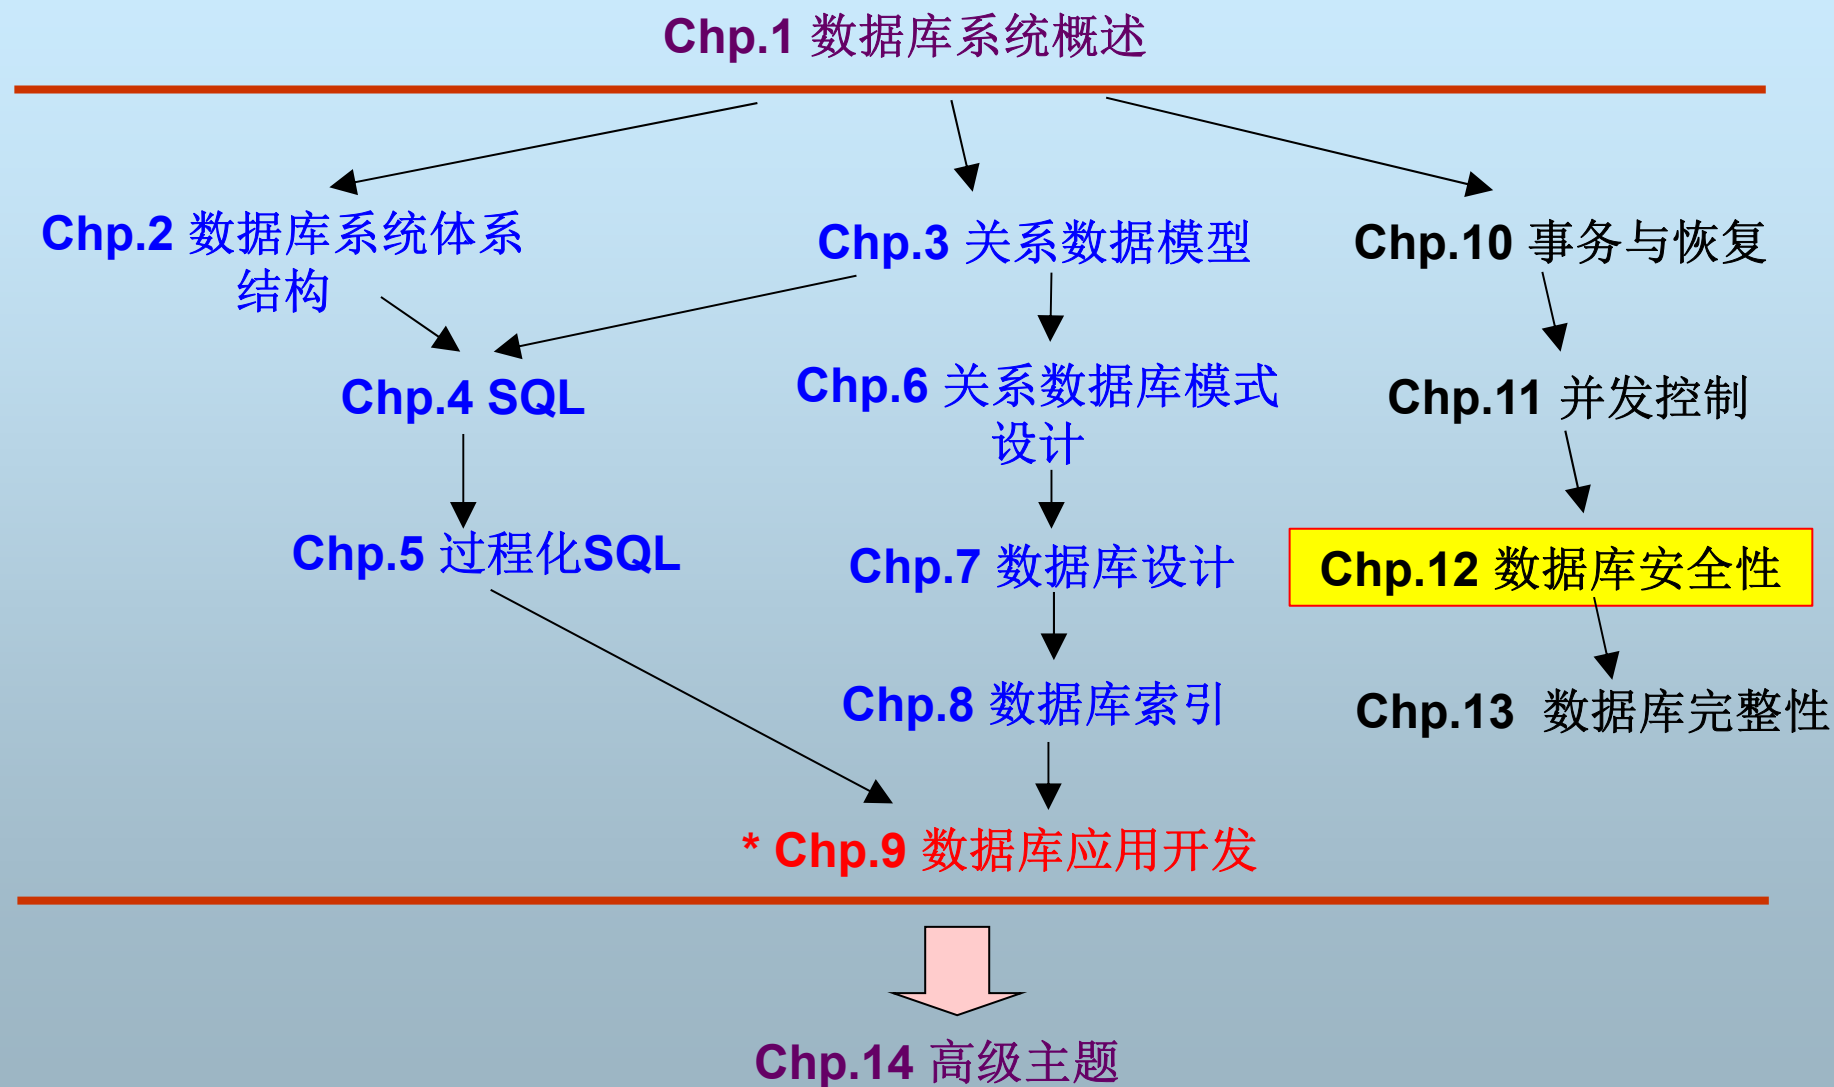 Chp.1 数据库系统概述
Chp.2 数据库系统体系
结构
Chp.3 关系数据模型
Chp.10 事务与恢复
Chp.4 SQL
Chp.6 关系数据库模式
设计
Chp.11 并发控制
Chp.5 过程化SQL
Chp.7 数据库设计
Chp.12 数据库安全性
Chp.8 数据库索引
Chp.13 数据库完整性
* Chp.9 数据库应用开发
Chp.14 高级主题